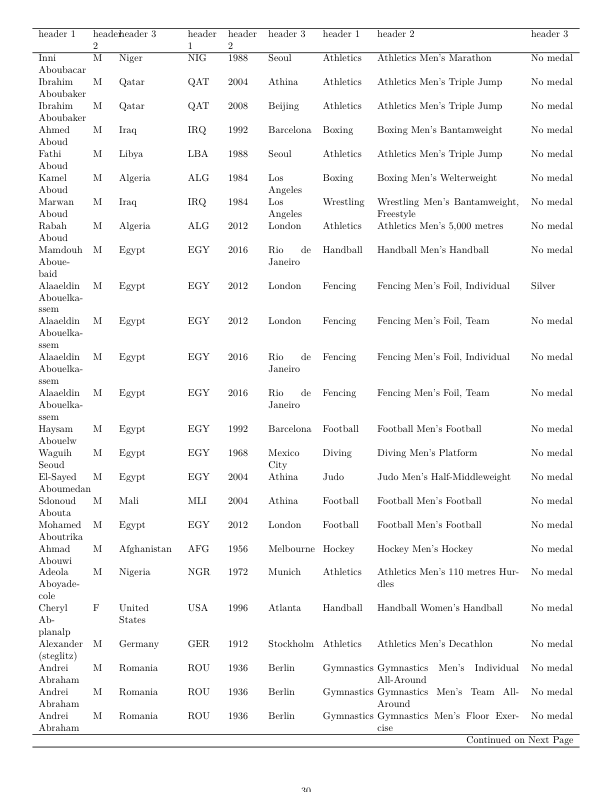 header 1 header 2 header 3 header 1 header 2 header 3 header 1 header 2 header 3
Inni Aboubacar M Niger NIG 1988 Seoul Athletics Athletics Men's Marathon No medal
Ibrahim Aboubaker M Qatar QAT 2004 Athina Athletics Athletics Men's Triple Jump No medal
Ibrahim Aboubaker M Qatar QAT 2008 Beijing Athletics Athletics Men's Triple Jump No medal
Ahmed Aboud M Iraq IRQ 1992 Barcelona Boxing Boxing Men's Bantamweight No medal
Fathi Aboud M Libya LBA 1988 Seoul Athletics Athletics Men's Triple Jump No medal
Kamel Aboud M Algeria ALG 1984 Los Angeles Boxing Boxing Men's Welterweight No medal
Marwan Aboud M Iraq IRQ 1984 Los Angeles Wrestling Wrestling Men's Bantamweight, Freestyle No medal
Rabah Aboud M Algeria ALG 2012 London Athletics Athletics Men's 5,000 metres No medal
Mamdouh Aboue-baid M Egypt EGY 2016 Rio de Janeiro Handball Handball Men's Handball No medal
Alaaeldin Abouelka-ssem M Egypt EGY 2012 London Fencing Fencing Men's Foil, Individual Silver
Alaaeldin Abouelka-ssem M Egypt EGY 2012 London Fencing Fencing Men's Foil, Team No medal
Alaaeldin Abouelka-ssem M Egypt EGY 2016 Rio de Janeiro Fencing Fencing Men's Foil, Individual No medal
Alaaeldin Abouelka-ssem M Egypt EGY 2016 Rio de Janeiro Fencing Fencing Men's Foil, Team No medal
Haysam Abouelw M Egypt EGY 1992 Barcelona Football Football Men's Football No medal
Waguih Seoud M Egypt EGY 1968 Mexico City Diving Diving Men's Platform No medal
El-Sayed Aboumedan M Egypt EGY 2004 Athina Judo Judo Men's Half-Middleweight No medal
Sdonoud Abouta M Mali MLI 2004 Athina Football Football Men's Football No medal
Mohamed Aboutrika M Egypt EGY 2012 London Football Football Men's Football No medal
Ahmad Abouwi M Afghanistan AFG 1956 Melbourne Hockey Hockey Men's Hockey No medal
Adeola Aboyade-cole M Nigeria NGR 1972 Munich Athletics Athletics Men's 110 metres Hur-dles No medal
Cheryl Ab-planalp F United States USA 1996 Atlanta Handball Handball Women's Handball No medal
Alexander (steglitz) M Germany GER 1912 Stockholm Athletics Athletics Men's Decathlon No medal
Andrei Abraham M Romania ROU 1936 Berlin Gymnastics Gymnastics Men's Individual All-Around No medal
Andrei Abraham M Romania ROU 1936 Berlin Gymnastics Gymnastics Men's Team All-Around No medal
Andrei Abraham M Romania ROU 1936 Berlin Gymnastics Gymnastics Men's Floor Exer-cise No medal
Continued on Next Page
30